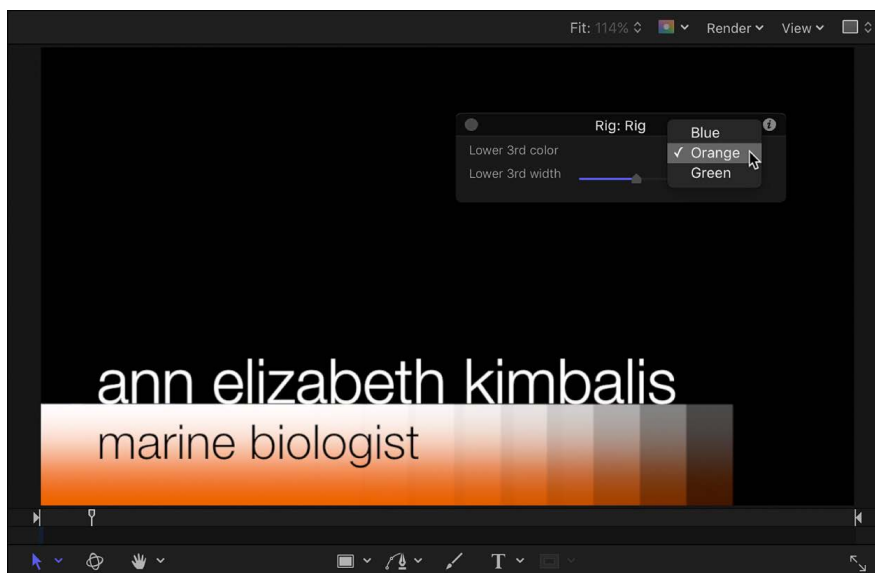 Fit: 114% Render View
Rig: Rig
Lower 3rd color
Blue
✓ Orange
Lower 3rd width
Green
ann elizabeth kimbalis
marine biologist
T